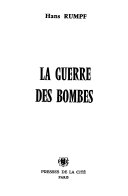 Hans RUMPF
LA GUERRE
DES BOMBES
PRESSES DE LA CITÉ
PARIS